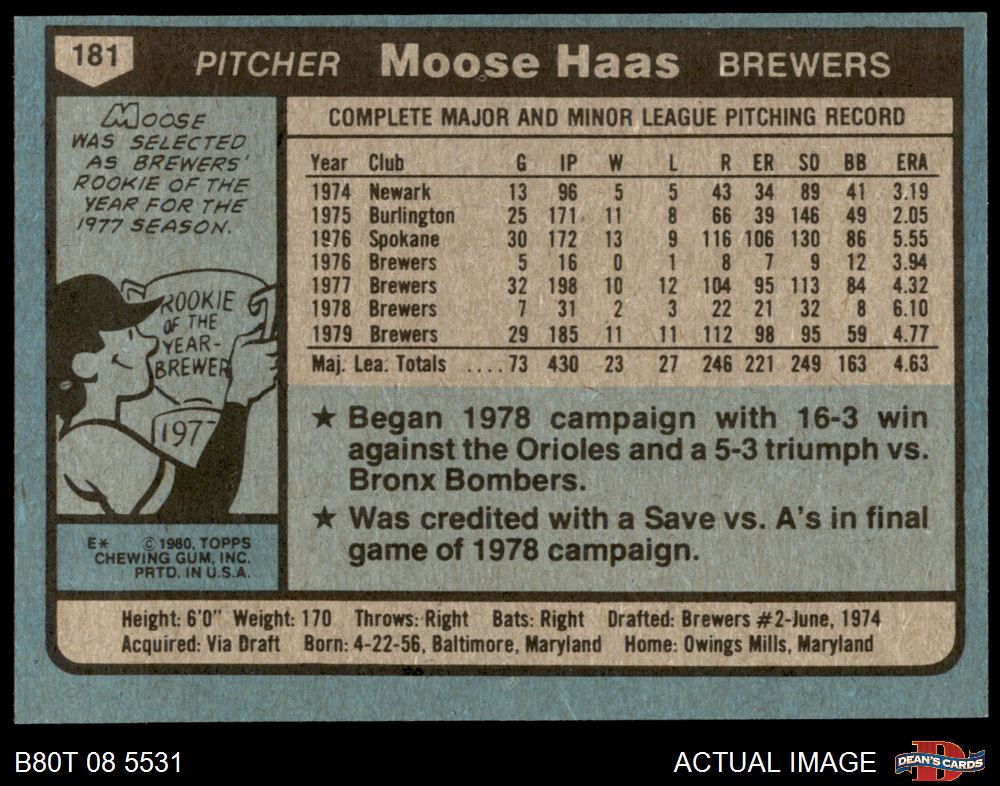 181 PITCHER Moose Haas BREWERS
MOOSE
WAS SELECTED
AS BREWERS'
ROOKIE OF THE
YEAR FOR THE
1977 SEASON.
ROOKIE
OF THE
YEAR-
BREWER
197
E* © 1980, TOPPS
CHEWING GUM, INC.
PRTD. IN U.S.A.
COMPLETE MAJOR AND MINOR LEAGUE PITCHING RECORD
Year Club G IP W L R ER SO BB ERA
1974 Newark 13 96 5 5 43 34 89 41 3.19
1975 Burlington 25 171 11 8 66 39 146 49 2.05
1976 Spokane 30 172 13 9 116 106 130 86 5.55
1976 Brewers 5 16 0 1 8 7 9 12 3.94
1977 Brewers 32 198 10 12 104 95 113 84 4.32
1978 Brewers 7 31 2 3 22 21 32 8 6.10
1979 Brewers 29 185 11 11 112 98 95 59 4.77
Maj. Lea. Totals ....73 430 23 27 246 221 249 163 4.63
★ Began 1978 campaign with 16-3 win
against the Orioles and a 5-3 triumph vs.
Bronx Bombers.
★ Was credited with a Save vs. A's in final
game of 1978 campaign.
Height: 6'0" Weight: 170 Throws: Right Bats: Right Drafted: Brewers #2-June, 1974
Acquired: Via Draft Born: 4-22-56, Baltimore, Maryland Home: Owings Mills, Maryland
B80T 08 5531 ACTUAL IMAGE D DEAN'S CARDS